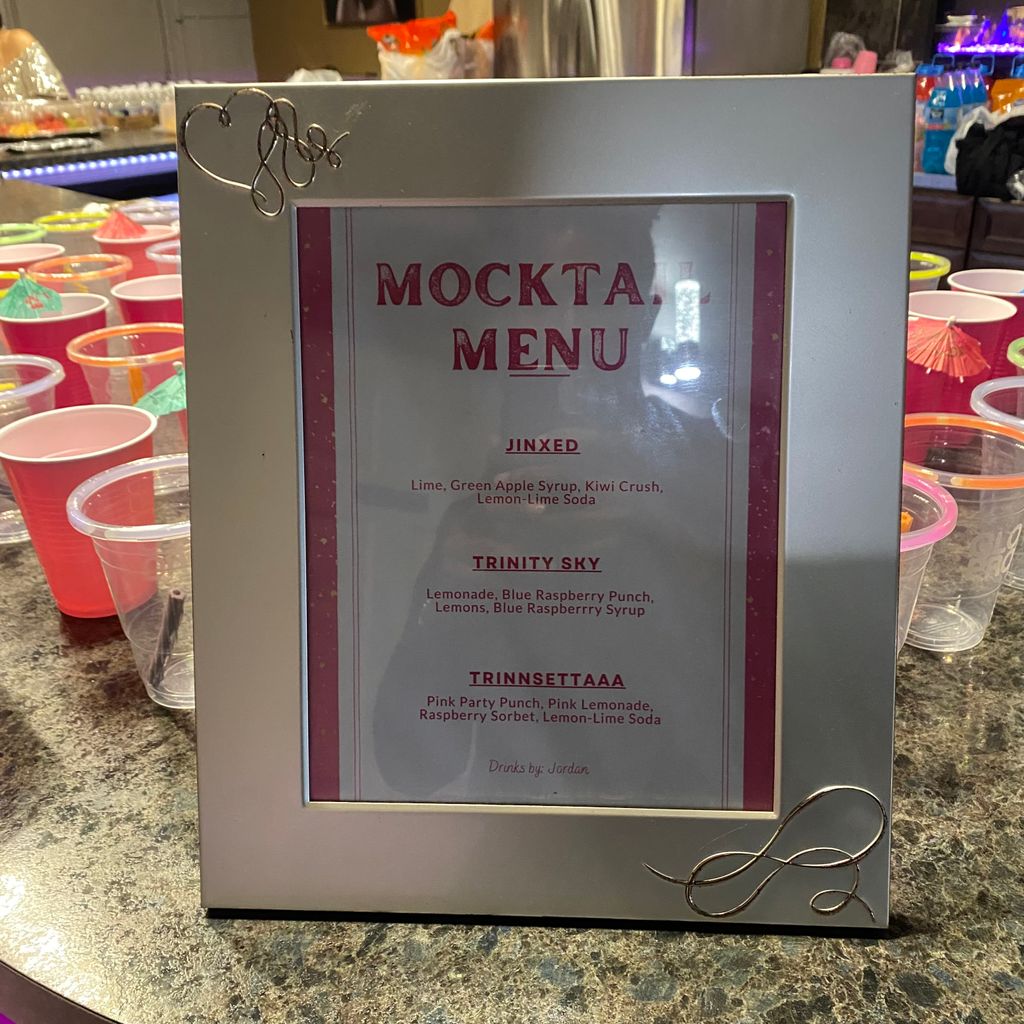 MOCKTAIL
MENU
JINXED
Lime, Green Apple Syrup, Kiwi Crush,
Lemon-Lime Soda
TRINITY SKY
Lemonade, Blue Raspberry Punch,
Lemons, Blue Raspberrry Syrup
TRINNSETTAAA
Pink Party Punch, Pink Lemonade,
Raspberry Sorbet, Lemon-Lime Soda
Drinks by: Jordan